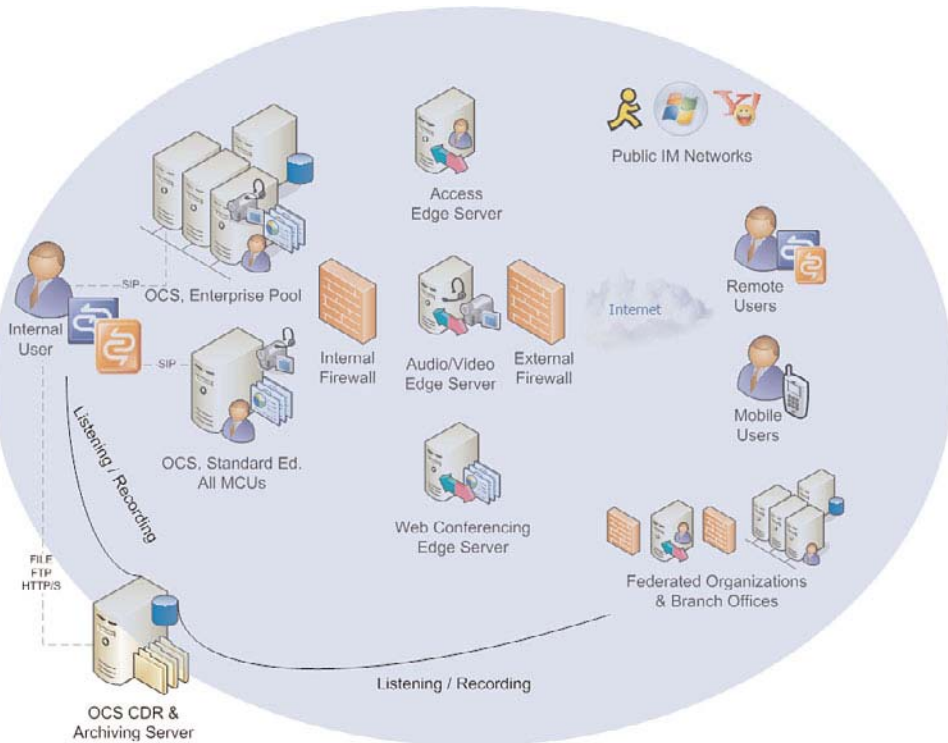 Public IM Networks
Access
Edge Server
SIP
OCS, Enterprise Pool
Internal
User
Remote
Users
Internet
Internal
Firewall
Audio/Video
Edge Server
External
Firewall
SIP
Mobile
Users
Listening / Recording
OCS, Standard Ed.
All MCUs
Web Conferencing
Edge Server
FILE
FTP
HTTP/S
Federated Organizations
& Branch Offices
Listening / Recording
OCS CDR &
Archiving Server